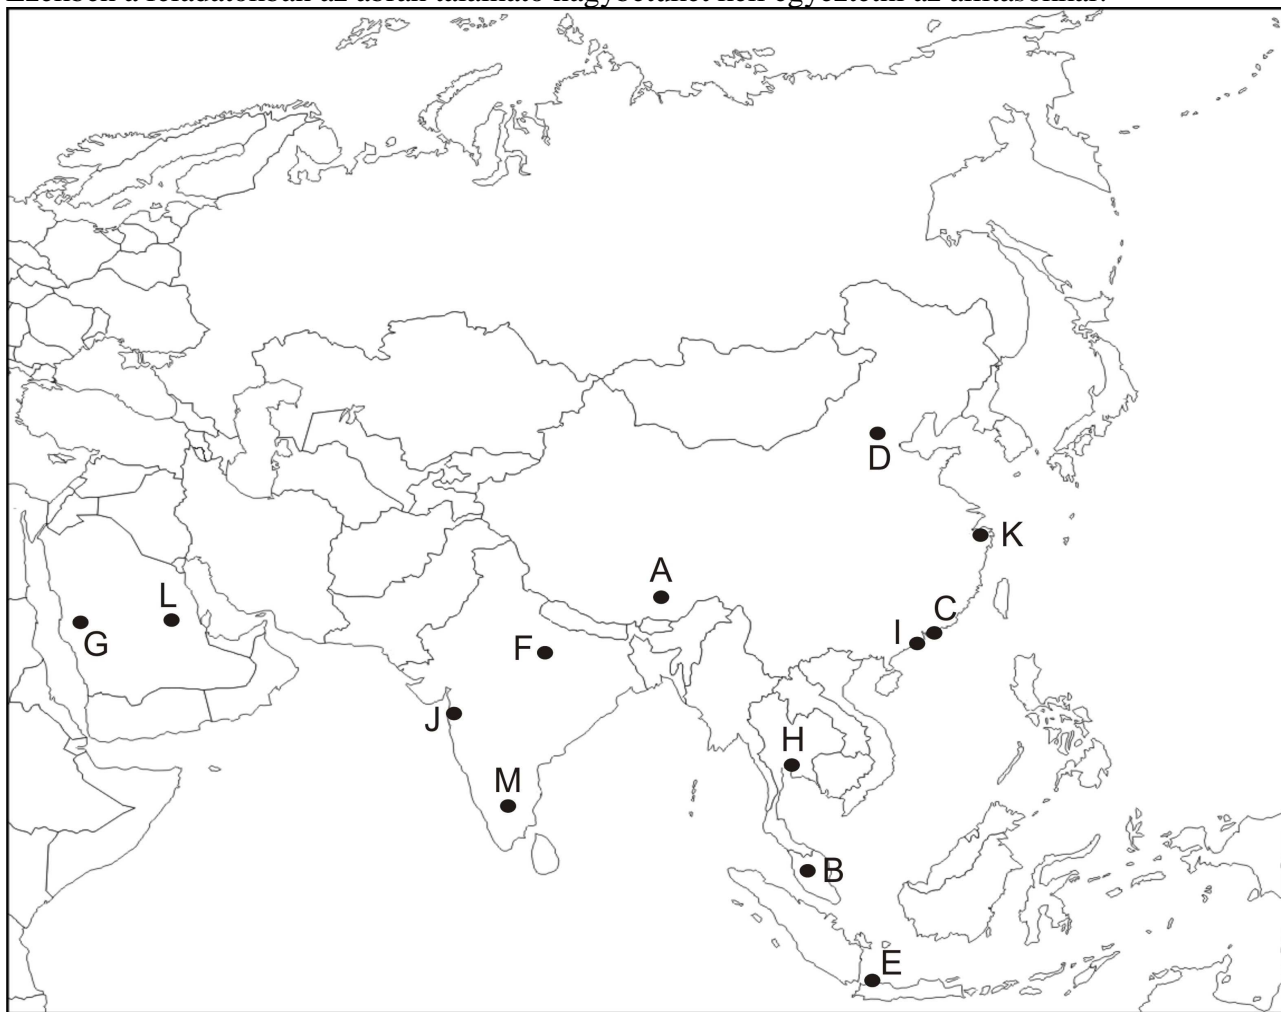 Ezekben a feladatokban az ábrán található nagybetűket kell egyeztetni az állításokkal.
D
K
A
L
G
C
I
F
J
H
M
B
E